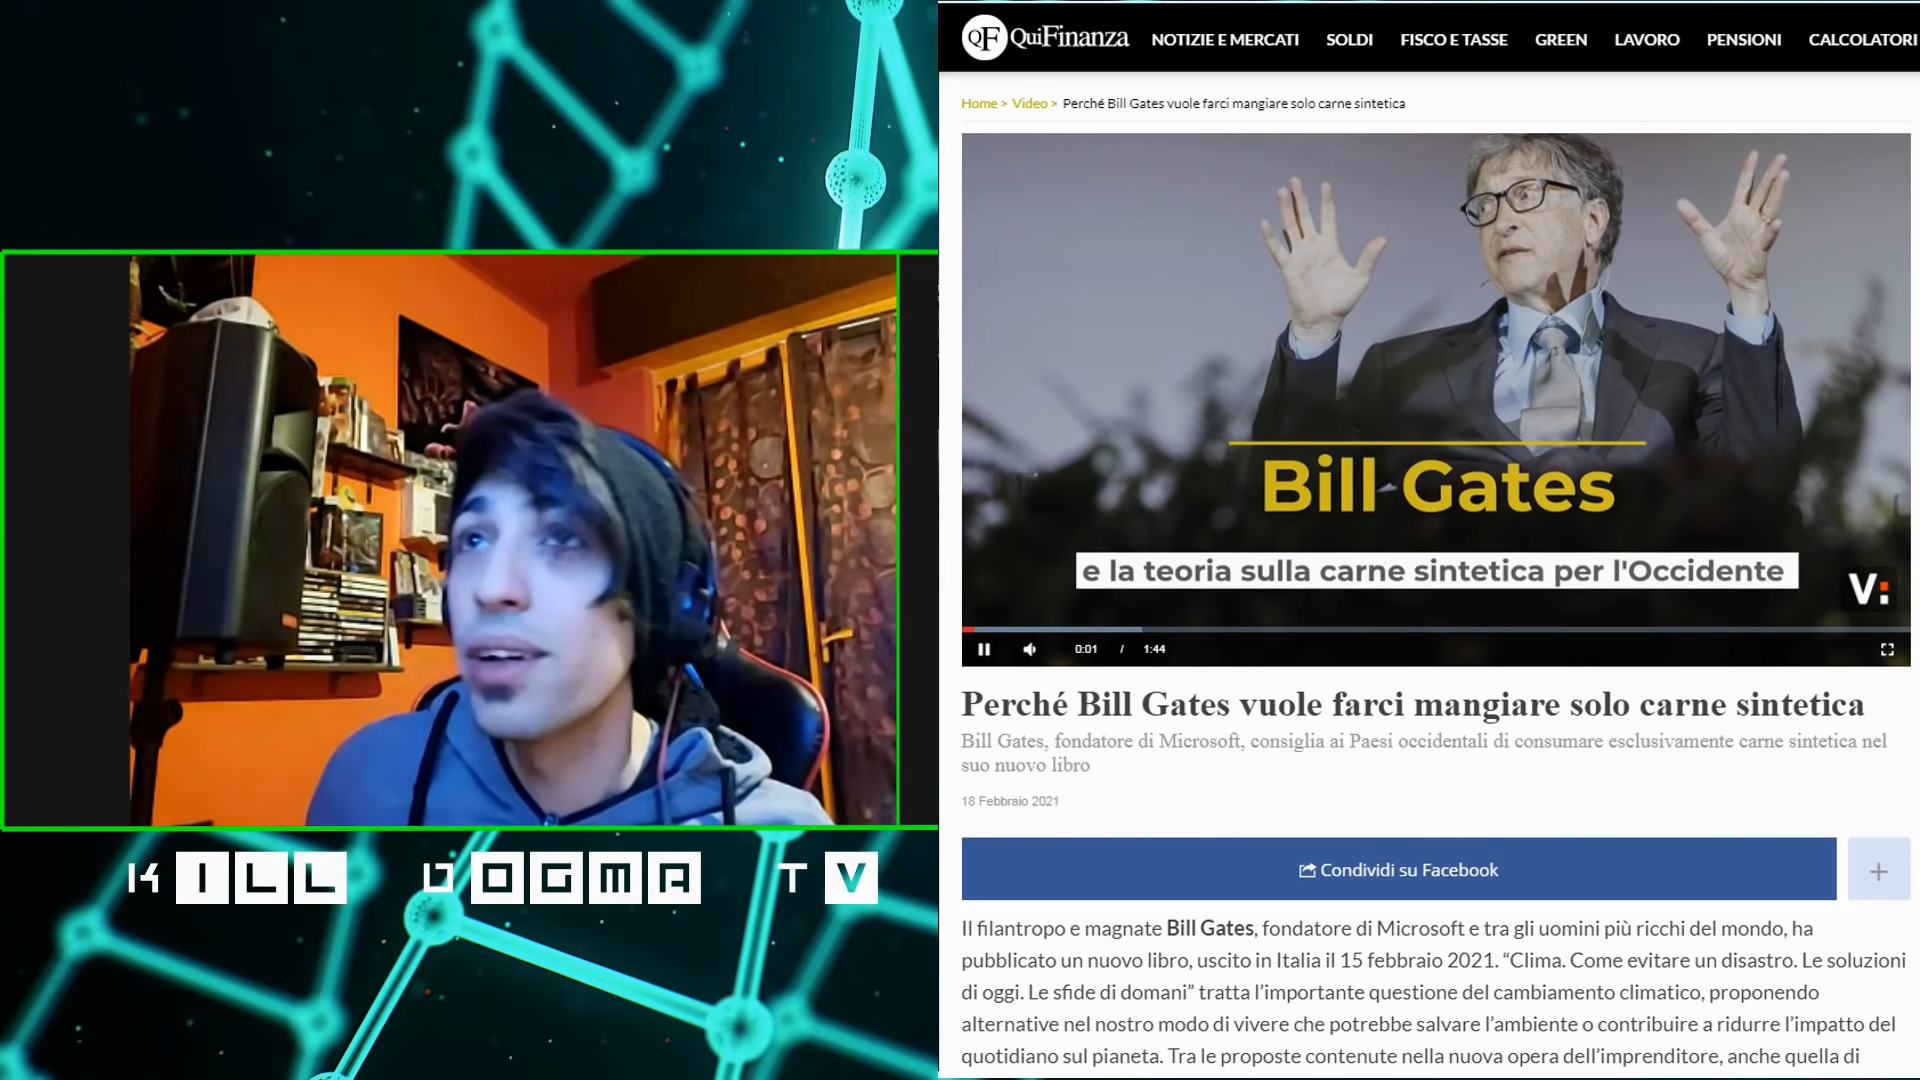 KILL DOGMA TV
QF QuiFinanza NOTIZIE E MERCATI SOLDI FISCO E TASSE GREEN LAVORO PENSIONI CALCOLATORI
Home > Video > Perché Bill Gates vuole farci mangiare solo carne sintetica
Bill Gates
e la teoria sulla carne sintetica per l'Occidente
V:
0:01 / 1:44
Perché Bill Gates vuole farci mangiare solo carne sintetica
Bill Gates, fondatore di Microsoft, consiglia ai Paesi occidentali di consumare esclusivamente carne sintetica nel
suo nuovo libro
18 Febbraio 2021
Condividi su Facebook
+
Il filantropo e magnate Bill Gates, fondatore di Microsoft e tra gli uomini più ricchi del mondo, ha
pubblicato un nuovo libro, uscito in Italia il 15 febbraio 2021. “Clima. Come evitare un disastro. Le soluzioni
di oggi. Le sfide di domani” tratta l’importante questione del cambiamento climatico, proponendo
alternative nel nostro modo di vivere che potrebbe salvare l’ambiente o contribuire a ridurre l’impatto del
quotidiano sul pianeta. Tra le proposte contenute nella nuova opera dell’imprenditore, anche quella di